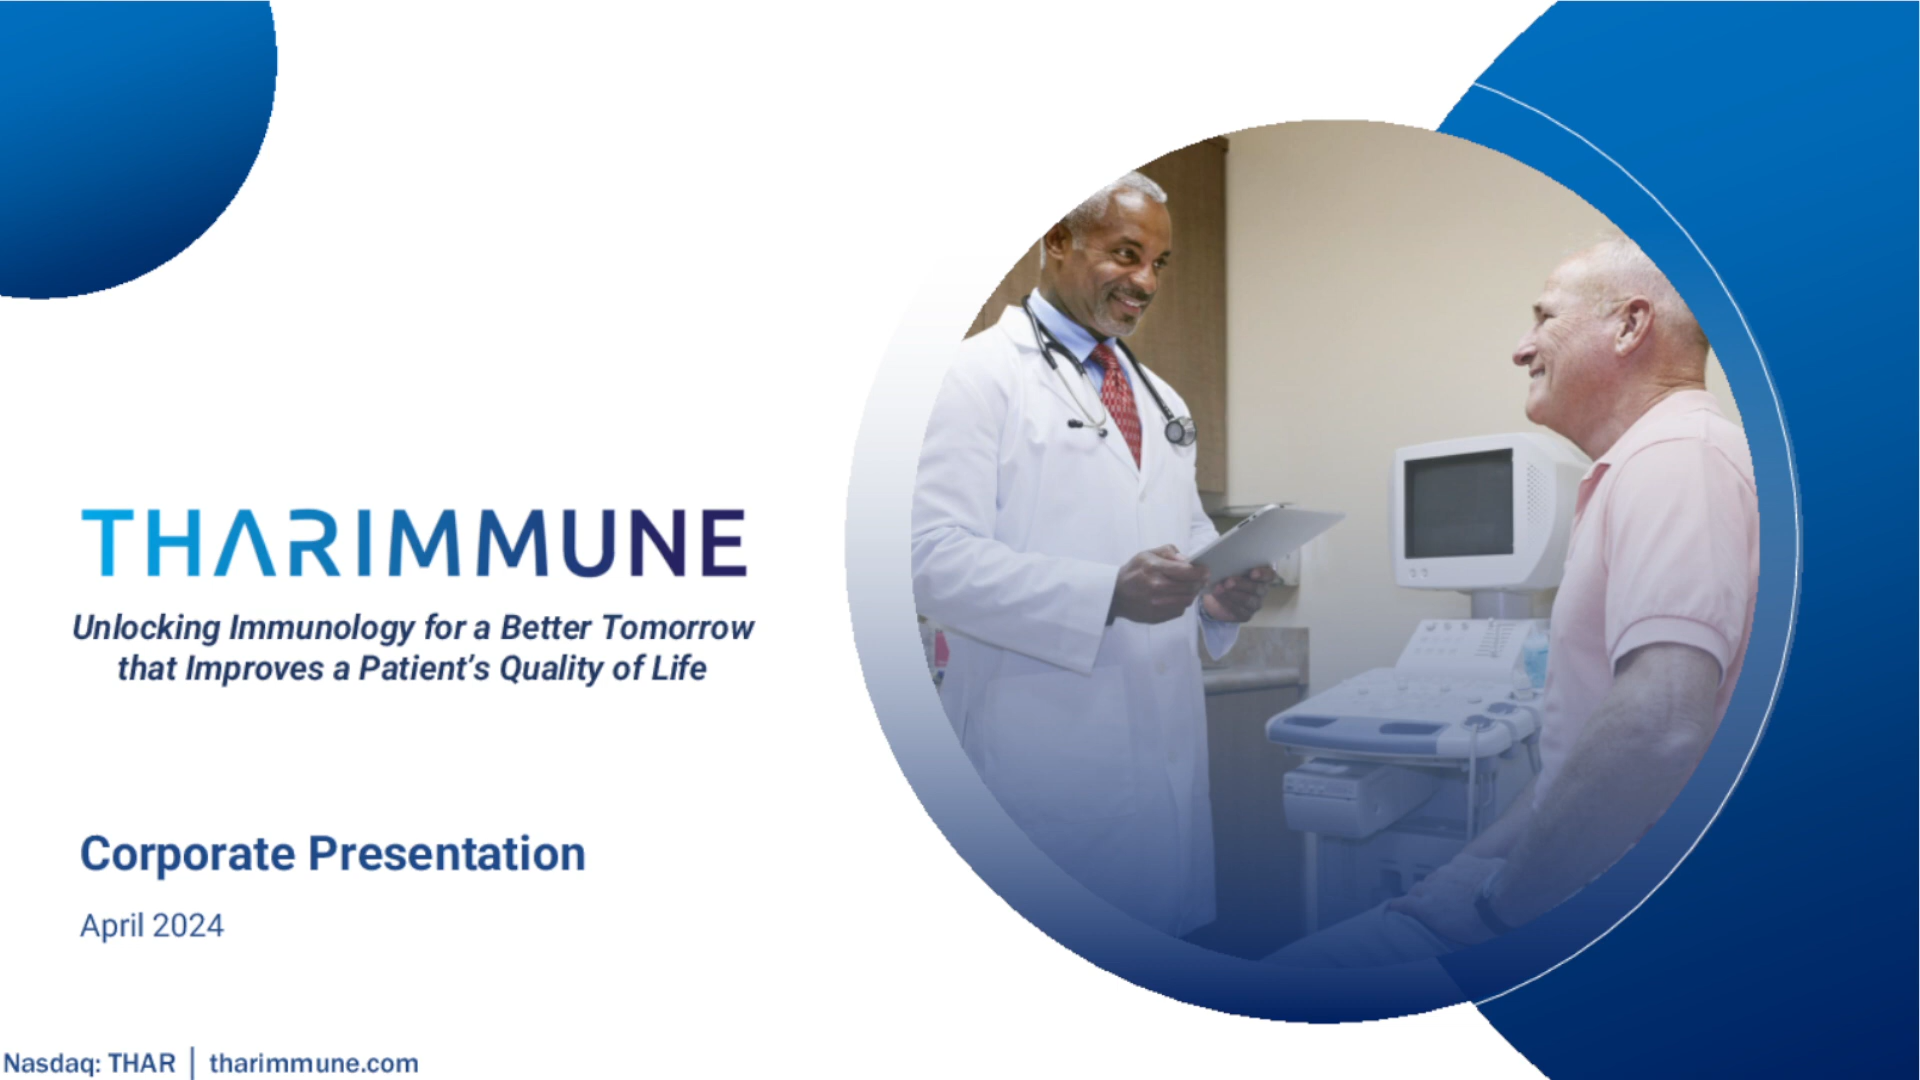 THARIMMUNE
Unlocking Immunology for a Better Tomorrow
that Improves a Patient's Quality of Life
Corporate Presentation
April 2024
Nasdaq: THAR | tharimmune.com